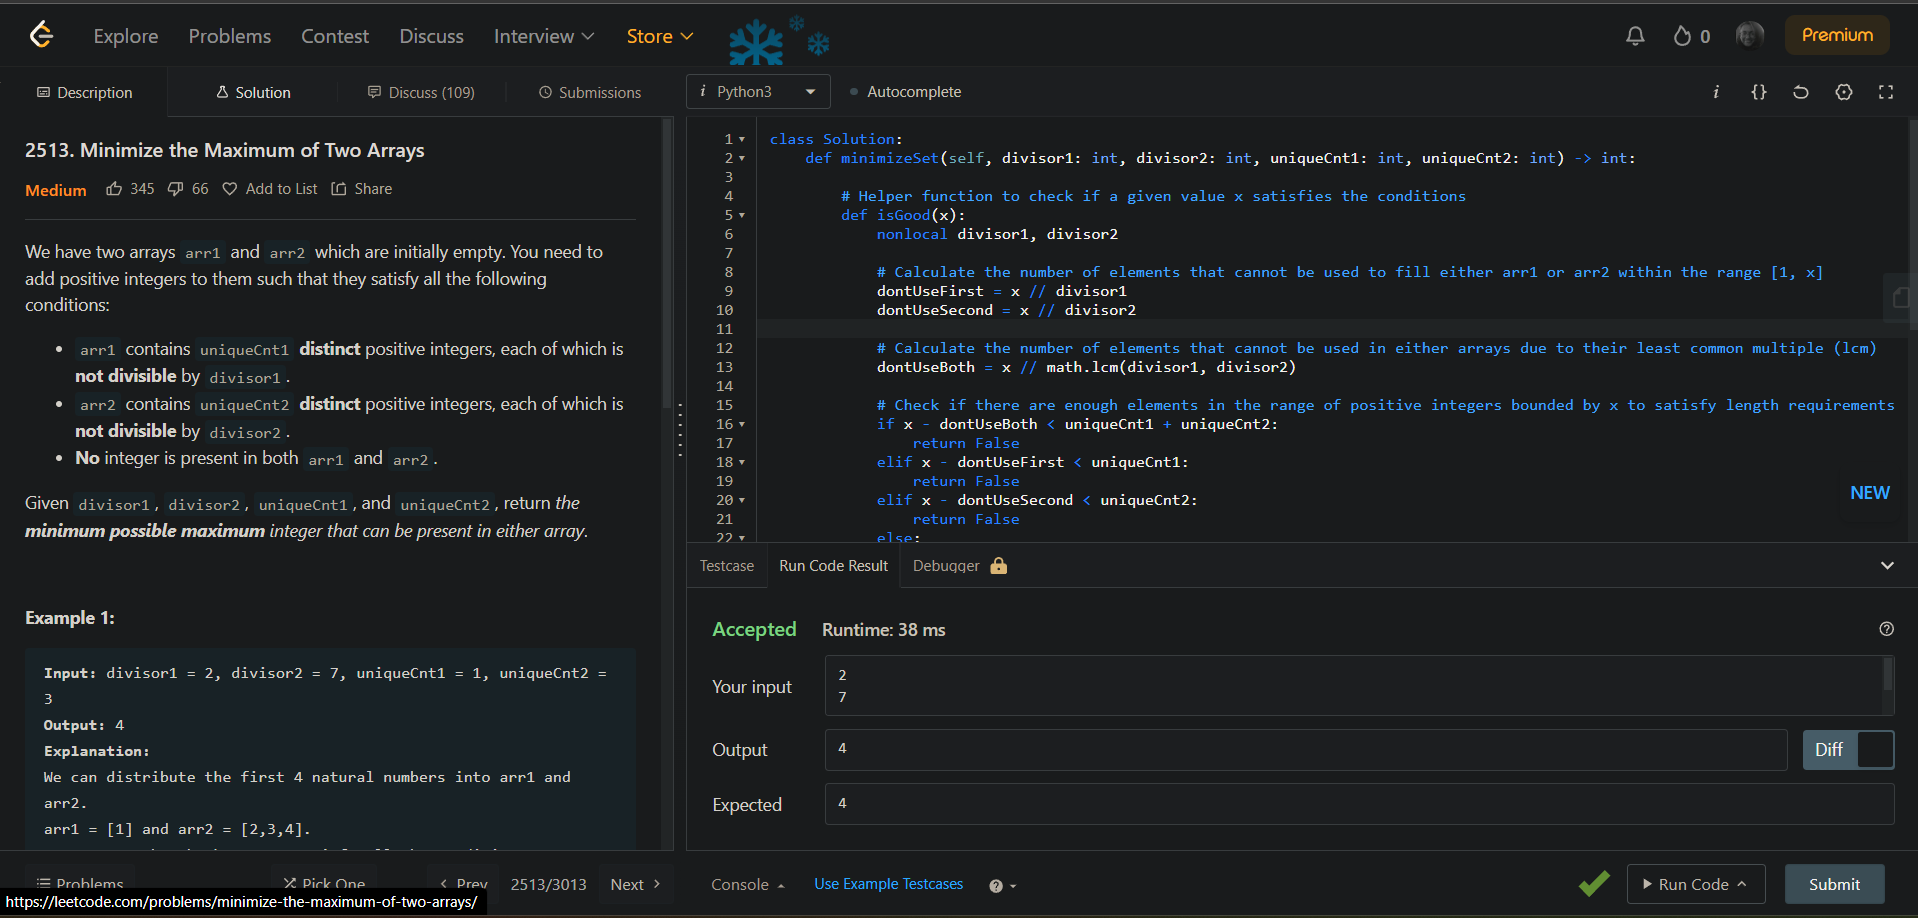 Explore Problems Contest Discuss Interview Store 0 Premium
Description Solution Discuss (109) Submissions
i Python3 Autocomplete i {}
2513. Minimize the Maximum of Two Arrays
Medium 345 66 Add to List Share
We have two arrays arr1 and arr2 which are initially empty. You need to
add positive integers to them such that they satisfy all the following
conditions:
• arr1 contains uniqueCnt1 distinct positive integers, each of which is
not divisible by divisor1.
• arr2 contains uniqueCnt2 distinct positive integers, each of which is
not divisible by divisor2.
• No integer is present in both arr1 and arr2.
Given divisor1, divisor2, uniqueCnt1, and uniqueCnt2, return the
minimum possible maximum integer that can be present in either array.
Example 1:
Input: divisor1 = 2, divisor2 = 7, uniqueCnt1 = 1, uniqueCnt2 =
3
Output: 4
Explanation:
We can distribute the first 4 natural numbers into arr1 and
arr2.
arr1 = [1] and arr2 = [2,3,4].
Problems Pick One Prev 2513/3013 Next
https://leetcode.com/problems/minimize-the-maximum-of-two-arrays/
1 class Solution:
2 def minimizeSet(self, divisor1: int, divisor2: int, uniqueCnt1: int, uniqueCnt2: int) -> int:
3
4 # Helper function to check if a given value x satisfies the conditions
5 def isGood(x):
6 nonlocal divisor1, divisor2
7
8 # Calculate the number of elements that cannot be used to fill either arr1 or arr2 within the range [1, x]
9 dontUseFirst = x // divisor1
10 dontUseSecond = x // divisor2
11
12 # Calculate the number of elements that cannot be used in either arrays due to their least common multiple (lcm)
13 dontUseBoth = x // math.lcm(divisor1, divisor2)
14
15 # Check if there are enough elements in the range of positive integers bounded by x to satisfy length requirements
16 if x - dontUseBoth < uniqueCnt1 + uniqueCnt2:
17 return False
18 elif x - dontUseFirst < uniqueCnt1:
19 return False
20 elif x - dontUseSecond < uniqueCnt2:
21 return False
22 else:
NEW
Testcase Run Code Result Debugger
Accepted Runtime: 38 ms
Your input
2
7
Output 4 Diff
Expected 4
Console Use Example Testcases Run Code Submit